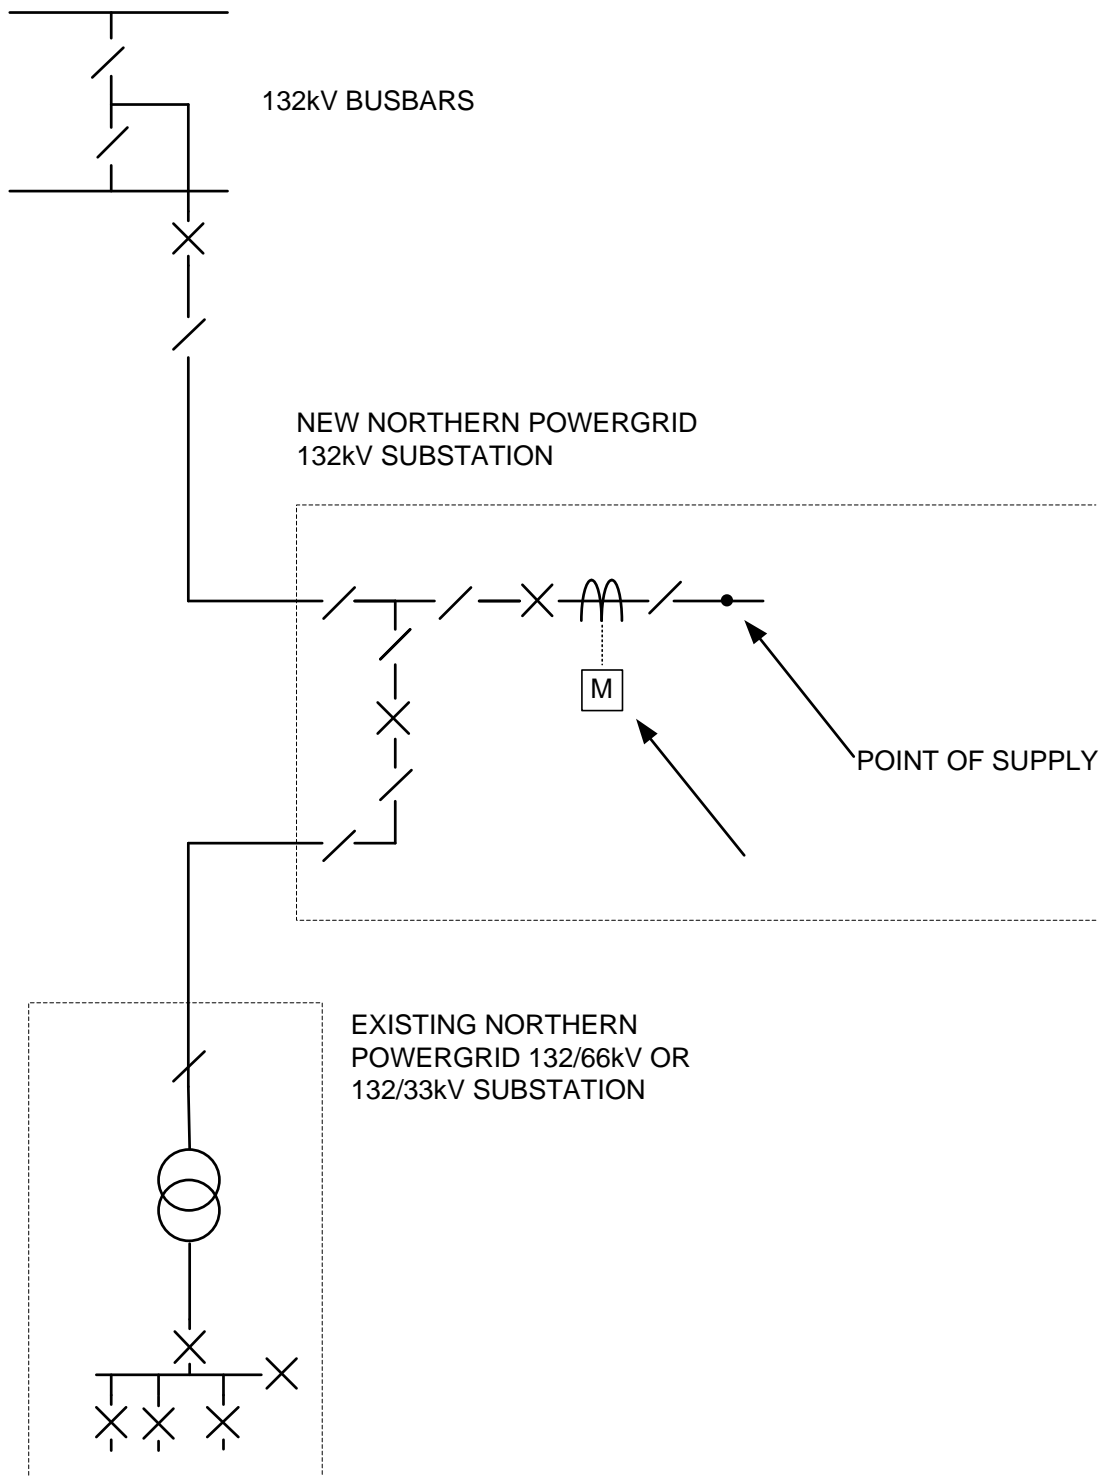 132kV BUSBARS
NEW NORTHERN POWERGRID
132kV SUBSTATION
M
POINT OF SUPPLY
EXISTING NORTHERN
POWERGRID 132/66kV OR
132/33kV SUBSTATION